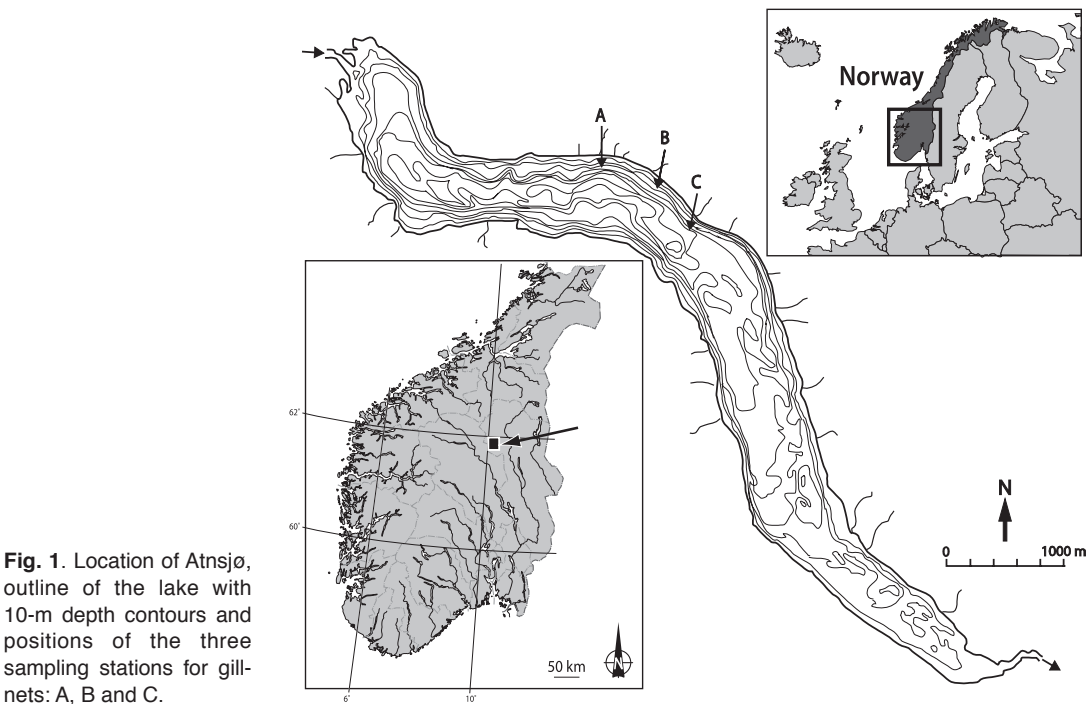 A
B
C
Norway
62°
60°
6°
10°
50 km
N
N
0 1000 m
Fig. 1. Location of Atnsjø,
outline of the lake with
10-m depth contours and
positions of the three
sampling stations for gill-
nets: A, B and C.